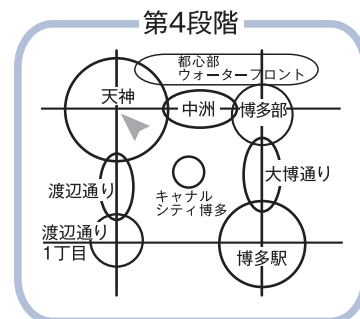 第4段階
都心部
ウォーターフロント
天神
中洲
博多部
渡辺通り
大博通り
キャナル
シティ博多
渡辺通り
1丁目
博多駅